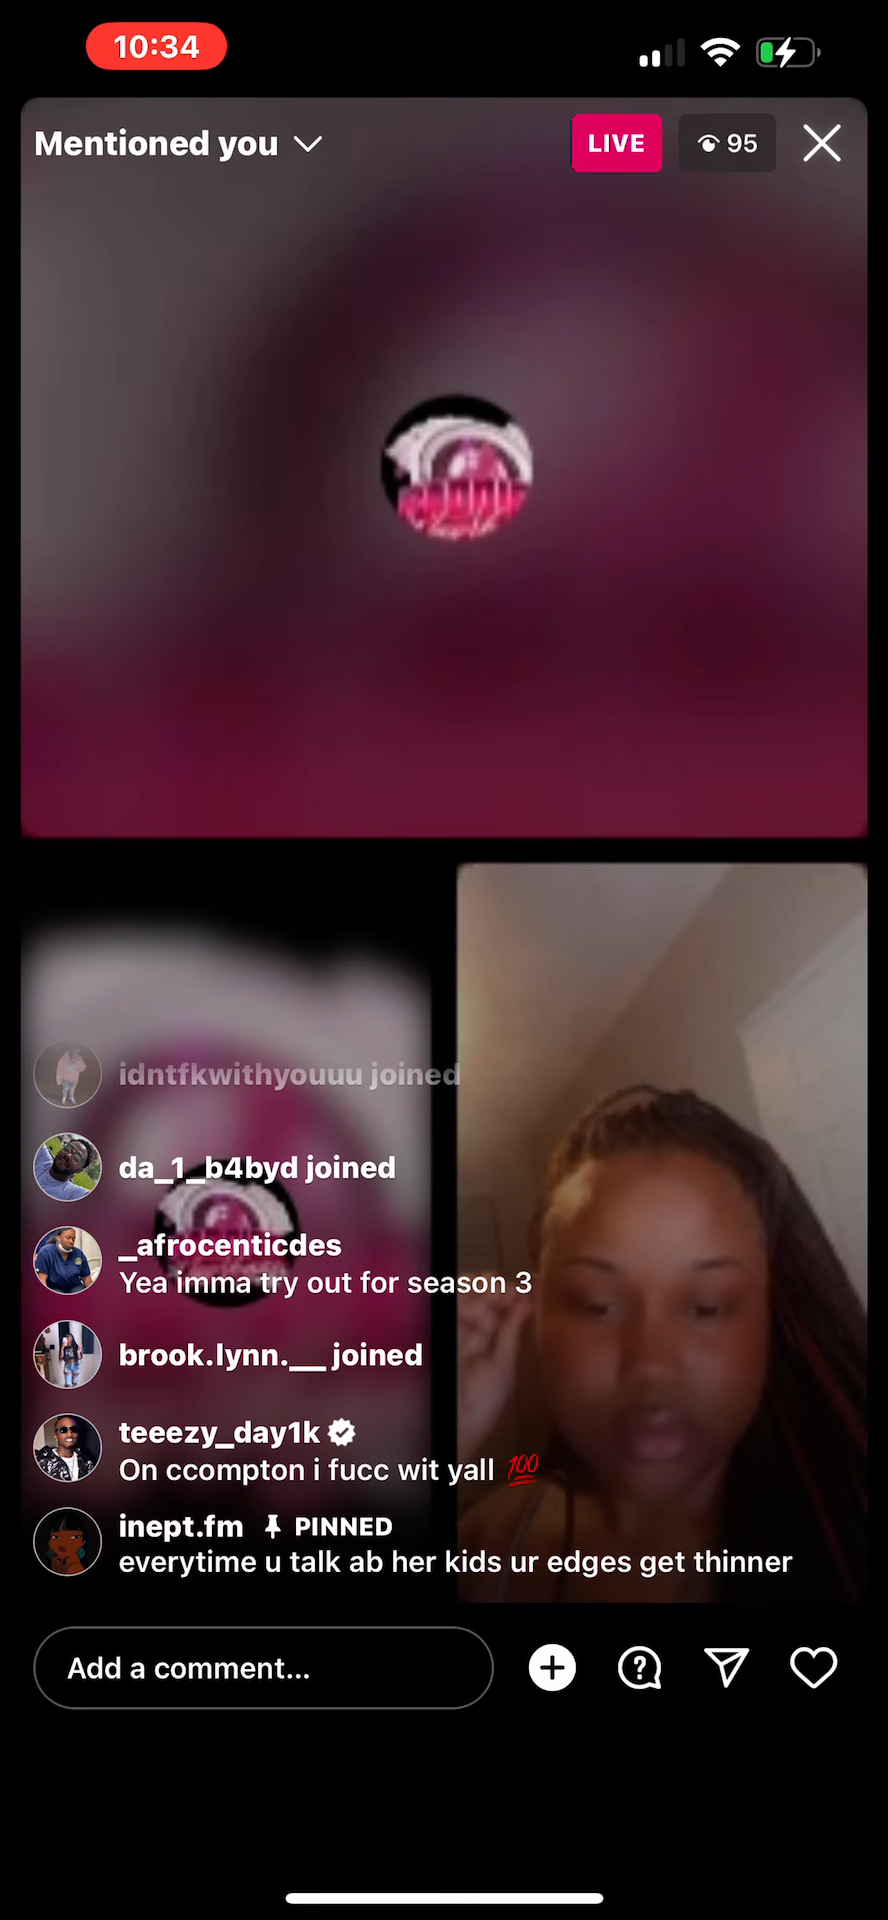 10:34
Mentioned you
LIVE
95
idntfkwithyouuu joined
da_1_b4byd joined
_afrocenticdes
Yea imma try out for season 3
brook.lynn.__ joined
teeezy_day1k
On ccompton i fucc wit yall 💯
inept.fm PINNED
everytime u talk ab her kids ur edges get thinner
Add a comment...